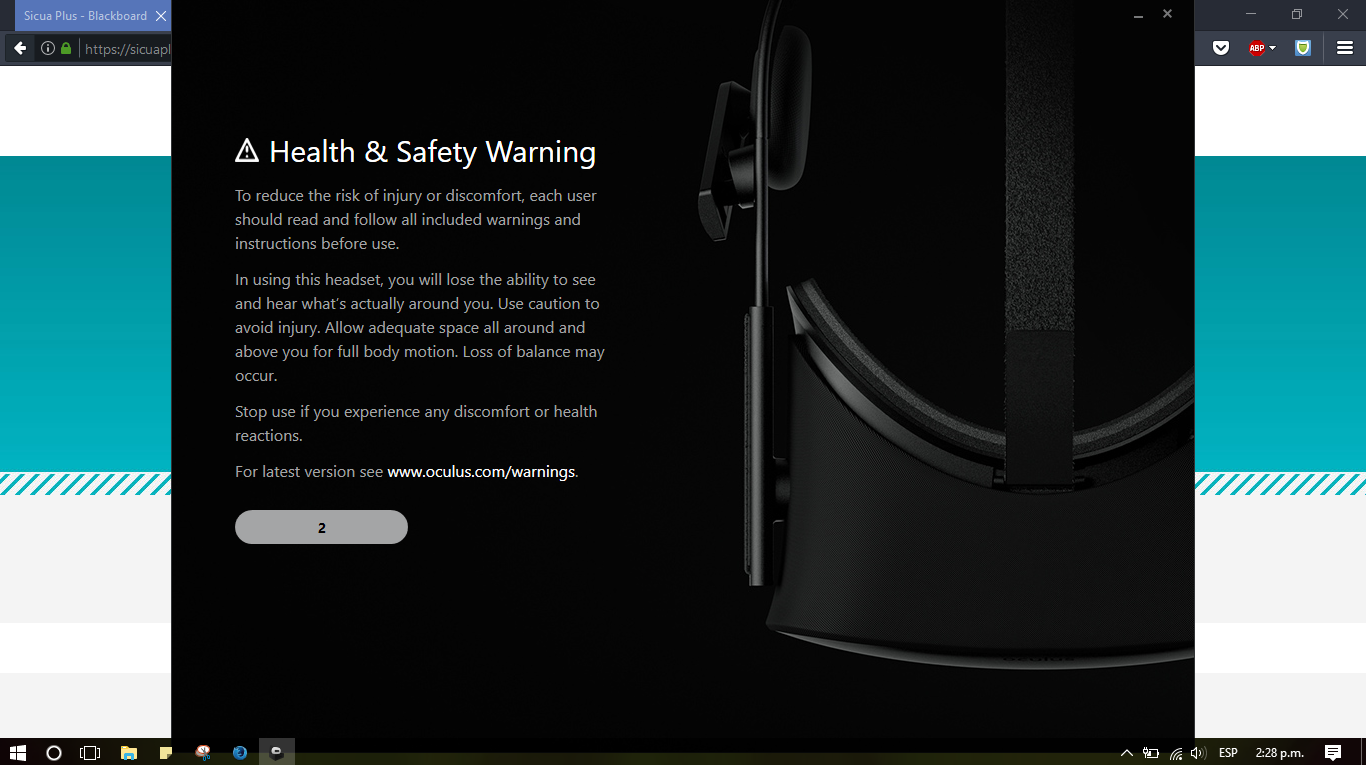 Sicua Plus - Blackboard
https://sicuapl
ABP
Health & Safety Warning
To reduce the risk of injury or discomfort, each user
should read and follow all included warnings and
instructions before use.
In using this headset, you will lose the ability to see
and hear what's actually around you. Use caution to
avoid injury. Allow adequate space all around and
above you for full body motion. Loss of balance may
occur.
Stop use if you experience any discomfort or health
reactions.
For latest version see www.oculus.com/warnings.
2
ESP
2:28 p.m.